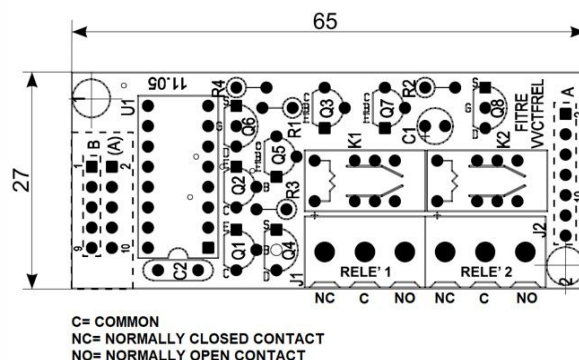 65
27
11.05
U1
R4
Q6
R1
Q3
Q7
R2
C1
Q8
FITRE
VVCTFREL
A
B
(A)
1
2
9
10
Q5
Q2
R3
K1
K2
Q1
Q4
C2
J1
J2
RELE' 1
RELE' 2
NC C NO NC C NO
C= COMMON
NC= NORMALLY CLOSED CONTACT
NO= NORMALLY OPEN CONTACT